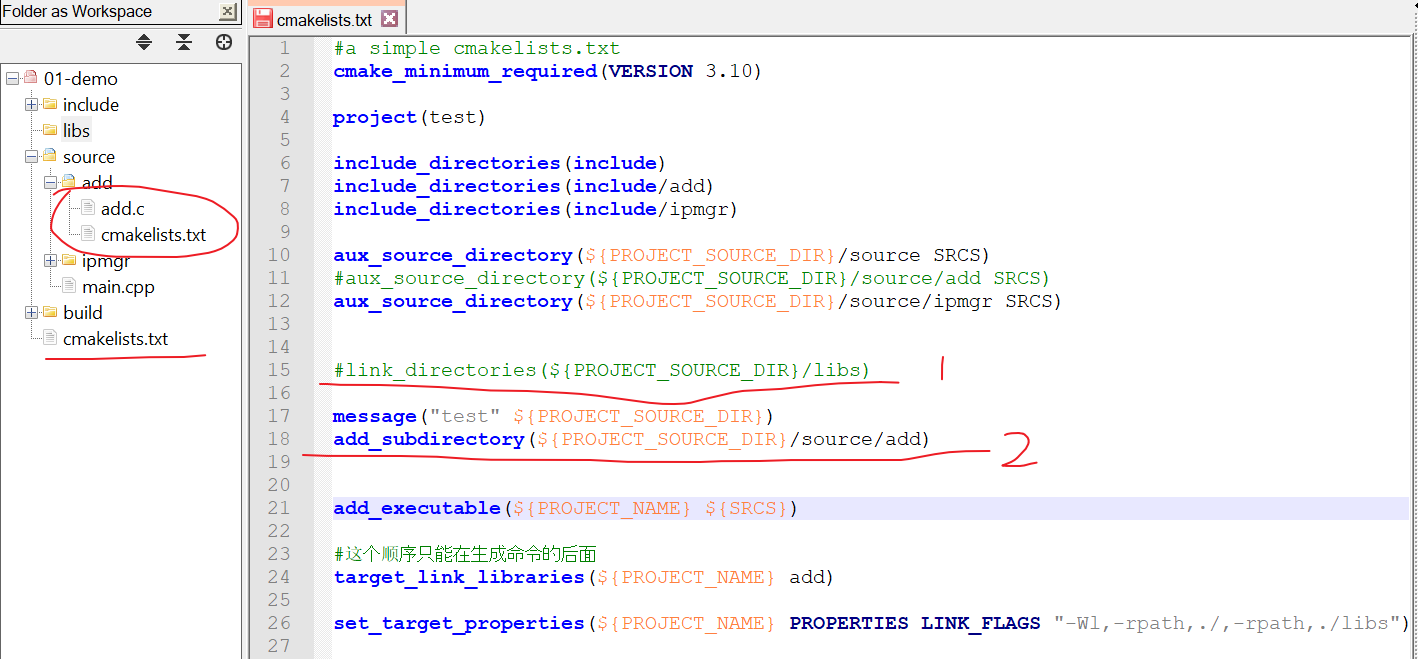 Folder as Workspace
01-demo
include
libs
source
add
add.c
cmakelists.txt
ipmgr
main.cpp
build
cmakelists.txt
cmakelists.txt
1 #a simple cmakelists.txt
2 cmake_minimum_required(VERSION 3.10)
3
4 project(test)
5
6 include_directories(include)
7 include_directories(include/add)
8 include_directories(include/ipmgr)
9
10 aux_source_directory(${PROJECT_SOURCE_DIR}/source SRCS)
11 #aux_source_directory(${PROJECT_SOURCE_DIR}/source/add SRCS)
12 aux_source_directory(${PROJECT_SOURCE_DIR}/source/ipmgr SRCS)
13
14
15 #link_directories(${PROJECT_SOURCE_DIR}/libs) 1
16
17 message("test" ${PROJECT_SOURCE_DIR})
18 add_subdirectory(${PROJECT_SOURCE_DIR}/source/add) 2
19
20
21 add_executable(${PROJECT_NAME} ${SRCS})
22
23 #这个顺序只能在生成命令的后面
24 target_link_libraries(${PROJECT_NAME} add)
25
26 set_target_properties(${PROJECT_NAME} PROPERTIES LINK_FLAGS "-Wl,-rpath,./,-rpath,./libs")
27